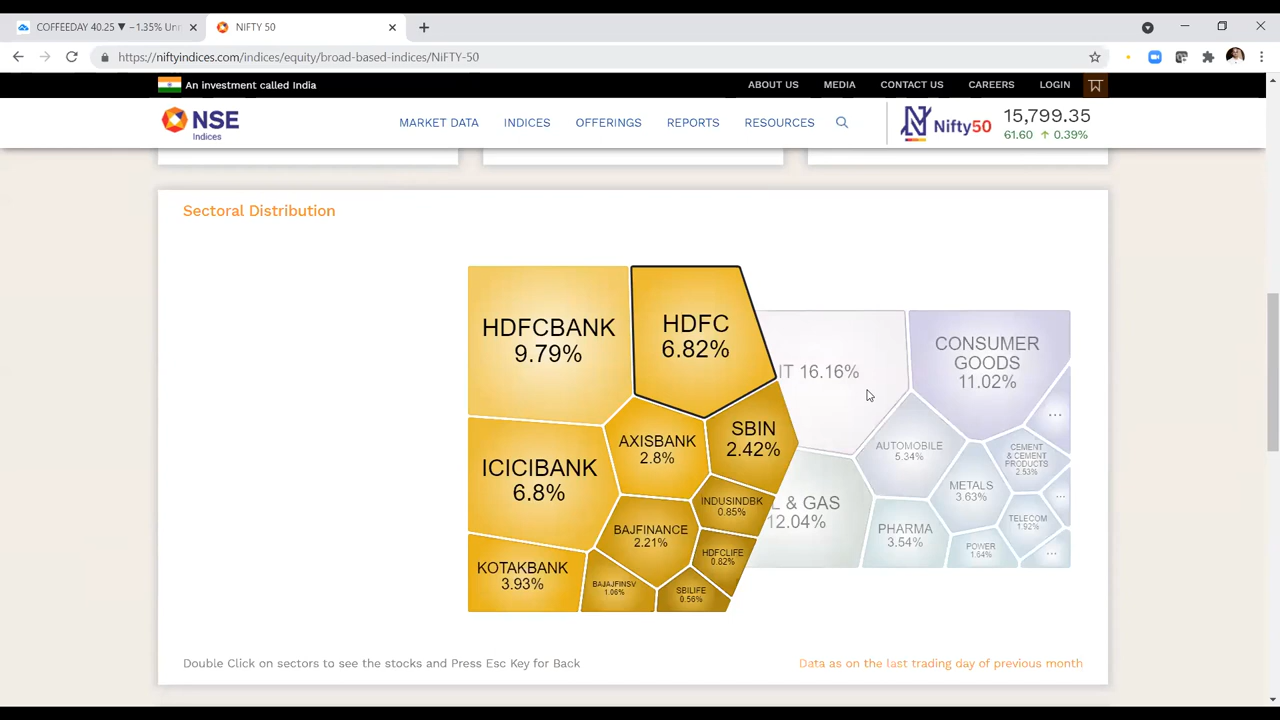 COFFEEDAY 40.25 ▼ −1.35% Unn
NIFTY 50
https://niftyindices.com/indices/equity/broad-based-indices/NiFTY-50
An investment called India
ABOUT US
MEDIA
CONTACT US
CAREERS
LOGIN
NSE
Indices
MARKET DATA
INDICES
OFFERINGS
REPORTS
RESOURCES
Nifty50
15,799.35
61.60 ↑ 0.39%
Sectoral Distribution
HDFCBANK
9.79%
HDFC
6.82%
IT 16.16%
CONSUMER
GOODS
11.02%
...
AXISBANK
2.8%
SBIN
2.42%
ICICIBANK
6.8%
AUTOMOBILE
5.34%
CEMENT
& CEMENT
PRODUCTS
2.53%
METALS
3.63%
...
INDUSINDBK
0.85%
L & GAS
12.04%
BAJFINANCE
2.21%
PHARMA
3.54%
TELECOM
1.92%
HDFCLIFE
0.82%
POWER
1.64%
...
KOTAKBANK
3.93%
BAJAJFINSV
1.06%
SBILIFE
0.56%
Double Click on sectors to see the stocks and Press Esc Key for Back
Data as on the last trading day of previous month